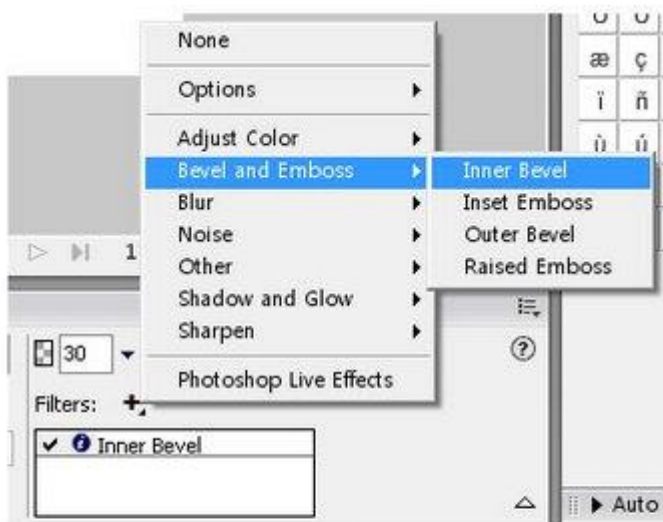 None
Options
Adjust Color
Bevel and Emboss
Inner Bevel
Blur
Inset Emboss
Noise
Outer Bevel
Other
Raised Emboss
Shadow and Glow
Sharpen
Photoshop Live Effects
æ ç
ï ñ
ù ú
1
30
?
Filters:
Inner Bevel
Auto